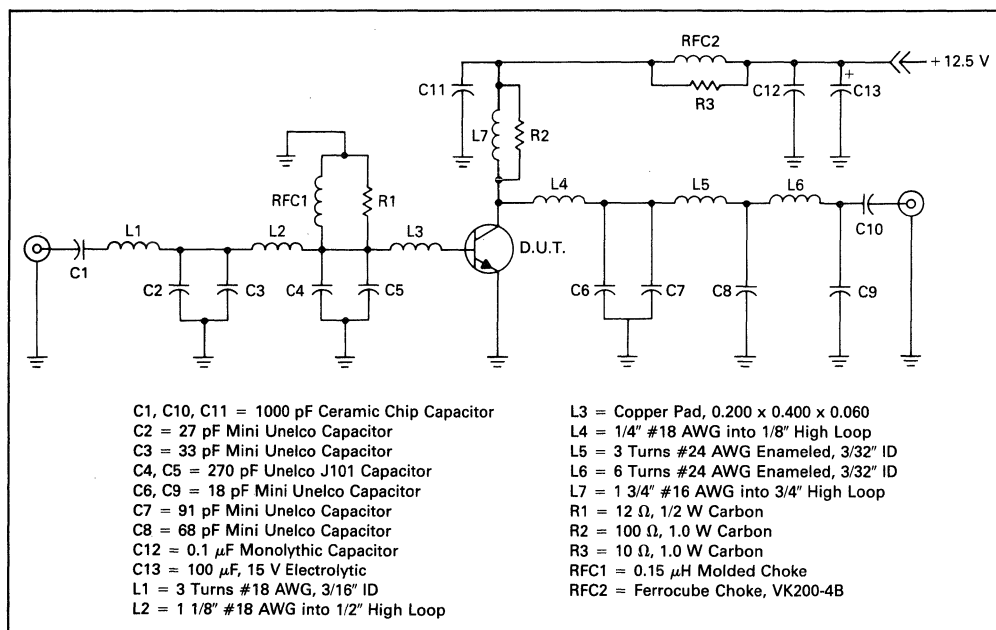 RFC2
+ 12.5 V
C11
R3
C12
+
C13
L7
R2
RFC1
R1
L4
L5
L6
L1
L2
L3
D.U.T.
C10
C1
C2
C3
C4
C5
C6
C7
C8
C9
C1, C10, C11 = 1000 pF Ceramic Chip Capacitor
C2 = 27 pF Mini Unelco Capacitor
C3 = 33 pF Mini Unelco Capacitor
C4, C5 = 270 pF Unelco J101 Capacitor
C6, C9 = 18 pF Mini Unelco Capacitor
C7 = 91 pF Mini Unelco Capacitor
C8 = 68 pF Mini Unelco Capacitor
C12 = 0.1 μF Monolythic Capacitor
C13 = 100 μF, 15 V Electrolytic
L1 = 3 Turns #18 AWG, 3/16″ ID
L2 = 1 1/8″ #18 AWG into 1/2″ High Loop
L3 = Copper Pad, 0.200 x 0.400 x 0.060
L4 = 1/4″ #18 AWG into 1/8″ High Loop
L5 = 3 Turns #24 AWG Enameled, 3/32″ ID
L6 = 6 Turns #24 AWG Enameled, 3/32″ ID
L7 = 1 3/4″ #16 AWG into 3/4″ High Loop
R1 = 12 Ω, 1/2 W Carbon
R2 = 100 Ω, 1.0 W Carbon
R3 = 10 Ω, 1.0 W Carbon
RFC1 = 0.15 μH Molded Choke
RFC2 = Ferrocube Choke, VK200-4B